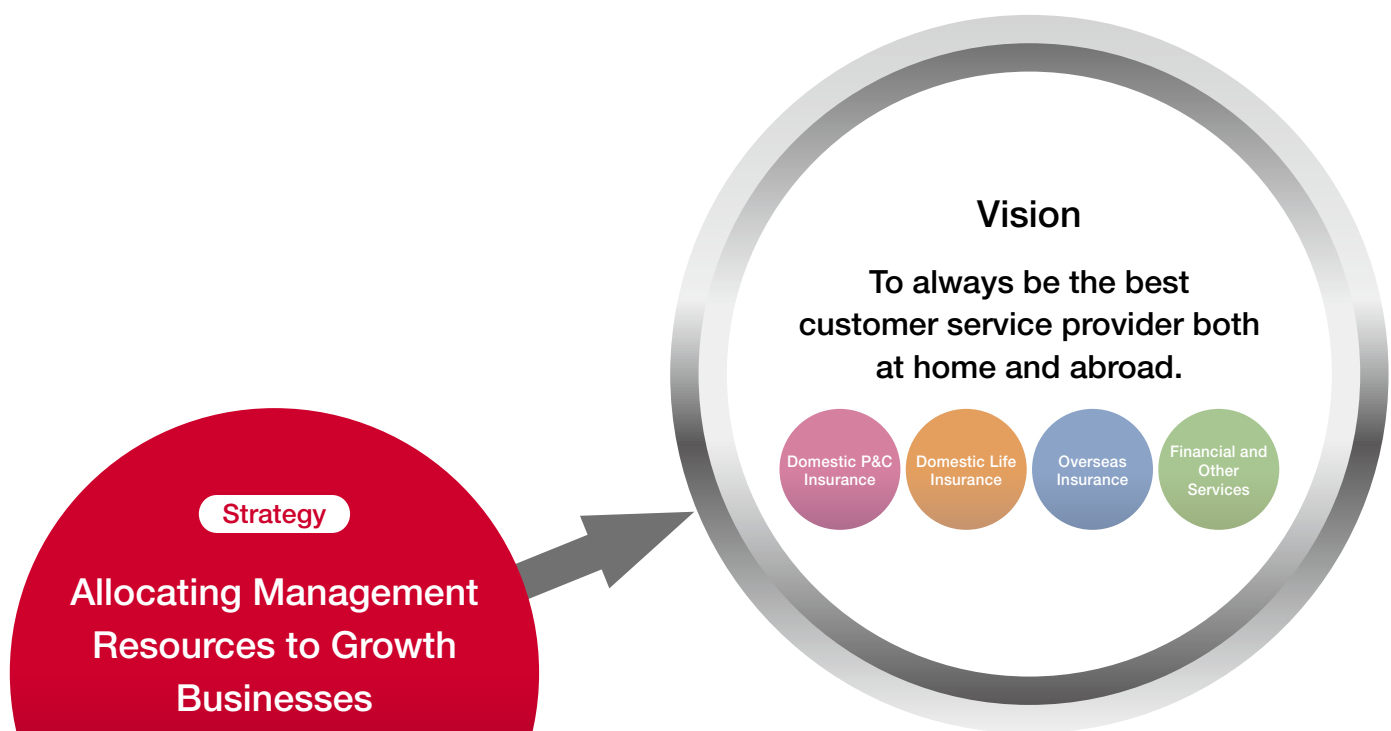 Vision
To always be the best
customer service provider both
at home and abroad.
Domestic P&C
Insurance
Domestic Life
Insurance
Overseas
Insurance
Financial and
Other
Services
Strategy
Allocating Management
Resources to Growth
Businesses